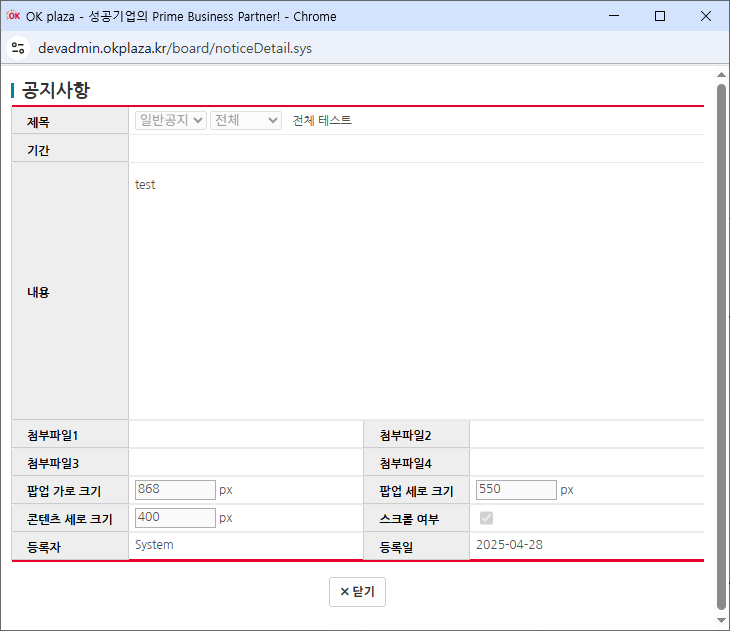 OK plaza - 성공기업의 Prime Business Partner! - Chrome
devadmin.okplaza.kr/board/noticeDetail.sys
공지사항
제목 일반공지 전체 전체 테스트
기간
내용 test
첨부파일1 첨부파일2
첨부파일3 첨부파일4
팝업 가로 크기 868 px 팝업 세로 크기 550 px
콘텐츠 세로 크기 400 px 스크롤 여부
등록자 System 등록일 2025-04-28
✕ 닫기